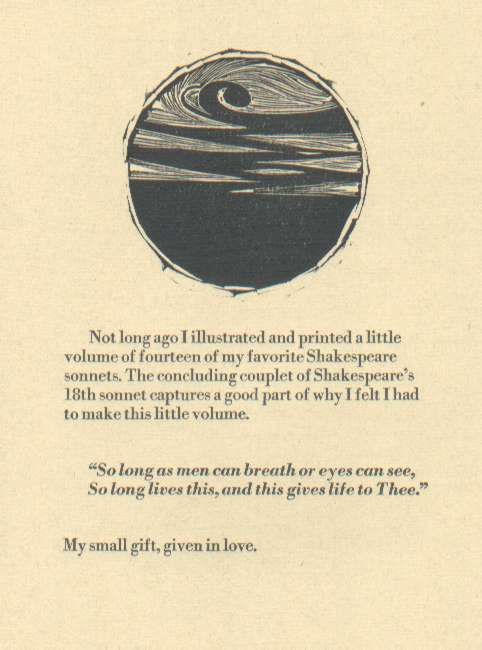 Not long ago I illustrated and printed a little
volume of fourteen of my favorite Shakespeare
sonnets. The concluding couplet of Shakespeare's
18th sonnet captures a good part of why I felt I had
to make this little volume.
“So long as men can breath or eyes can see,
So long lives this, and this gives life to Thee.”
My small gift, given in love.